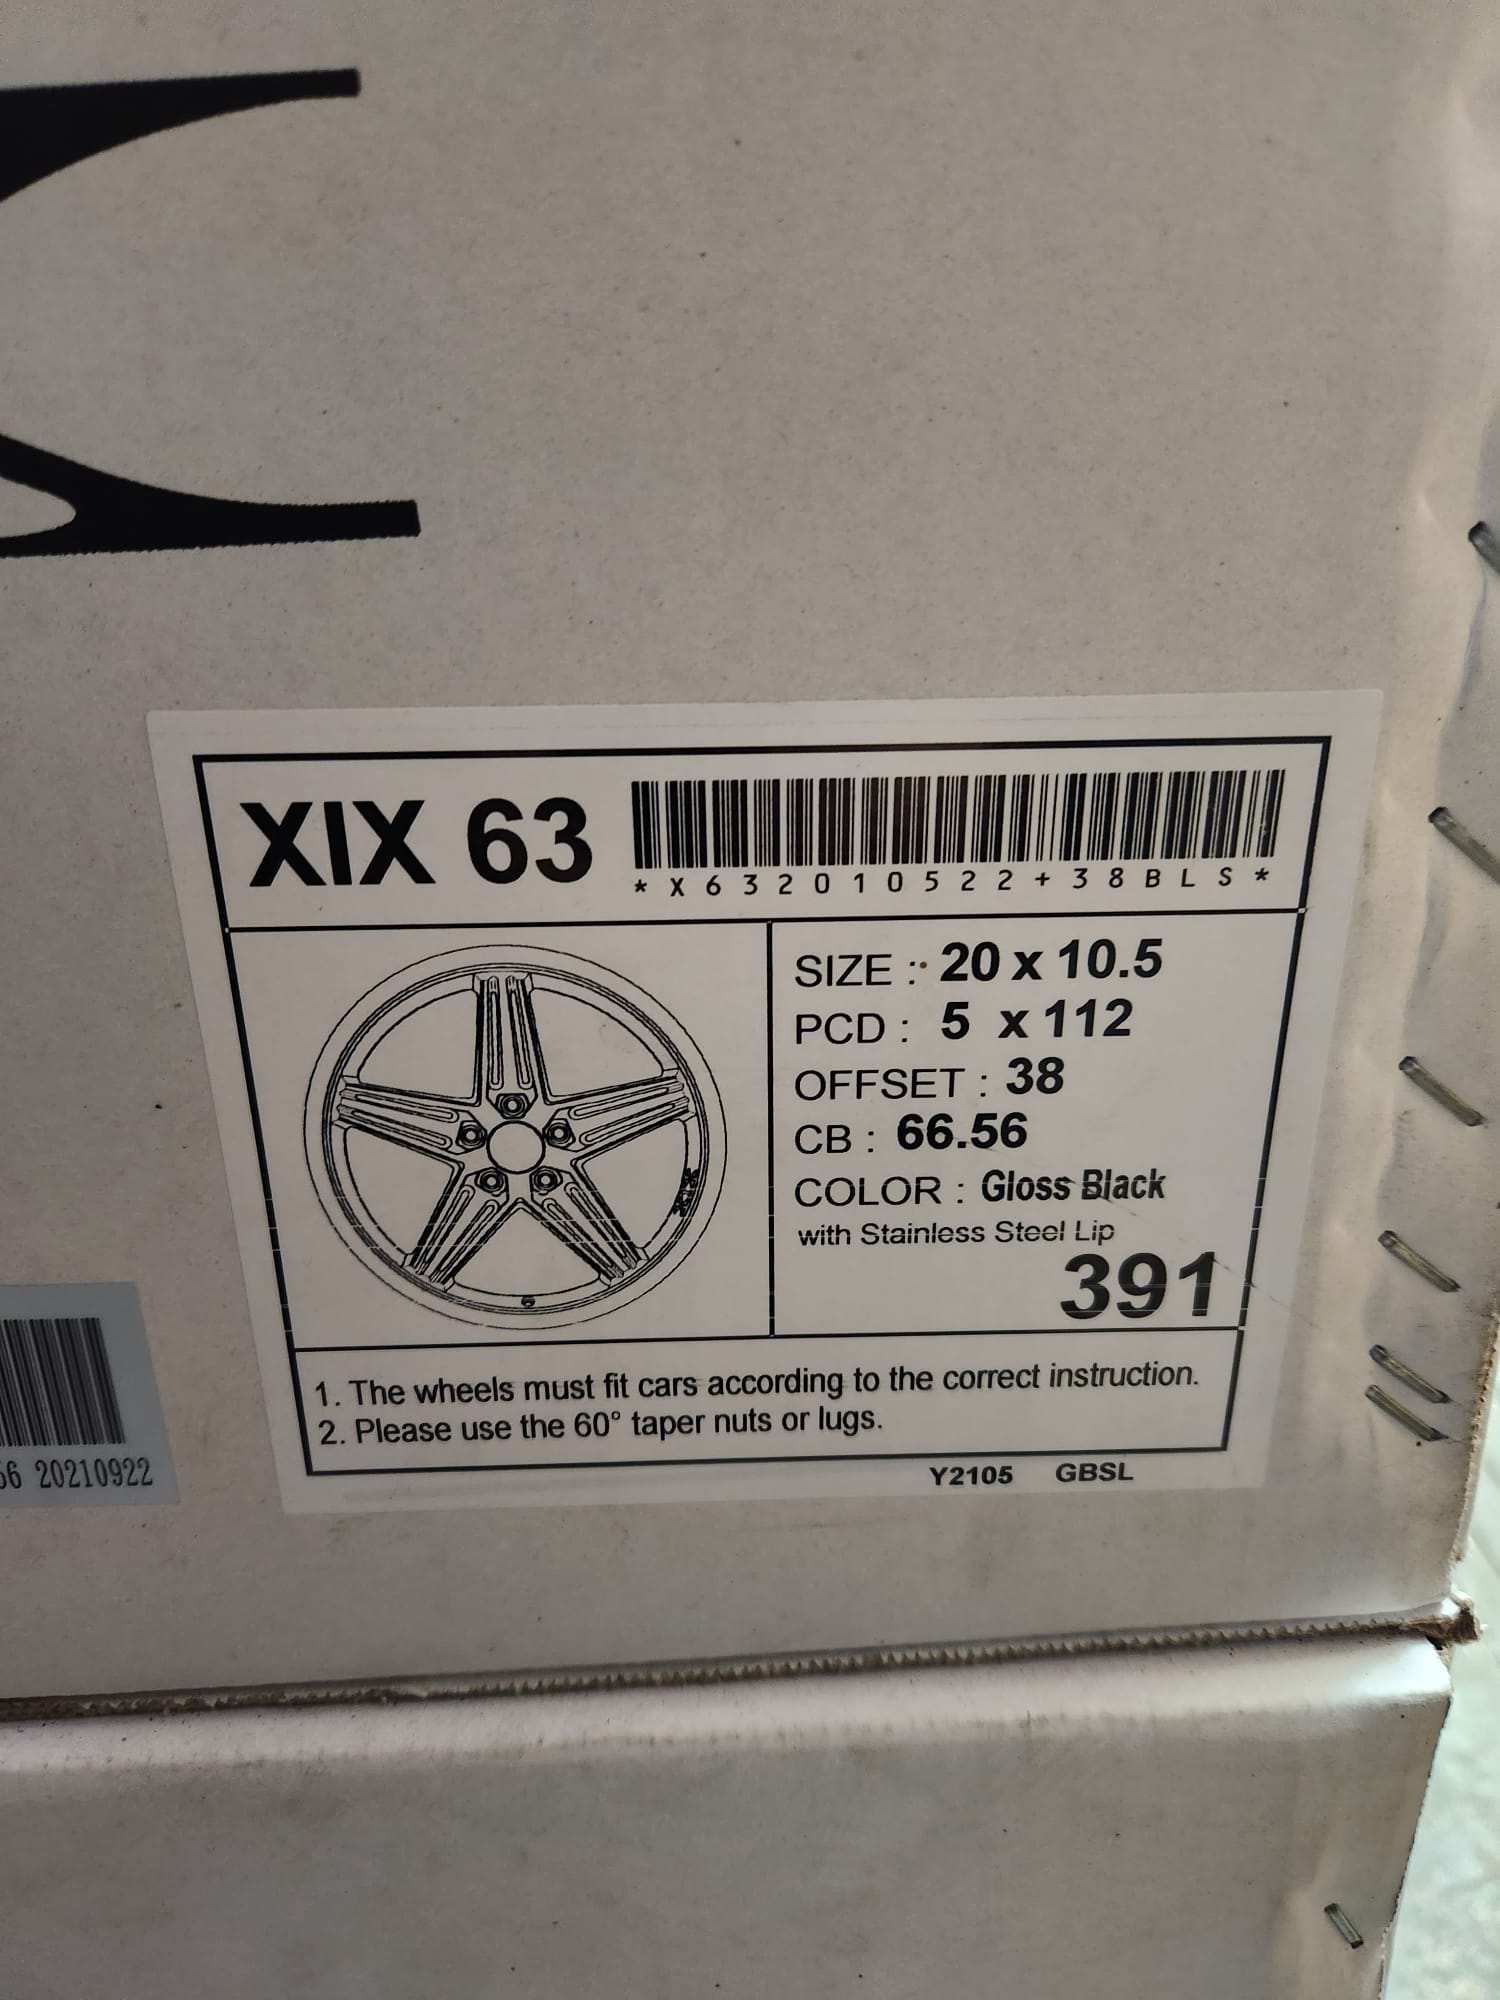 XIX 63
*X632010522+38BLS*
SIZE : 20 x 10.5
PCD : 5 x 112
OFFSET : 38
CB : 66.56
COLOR : Gloss Black
with Stainless Steel Lip
391
XIX
1. The wheels must fit cars according to the correct instruction.
2. Please use the 60° taper nuts or lugs.
Y2105 GBSL
20210922